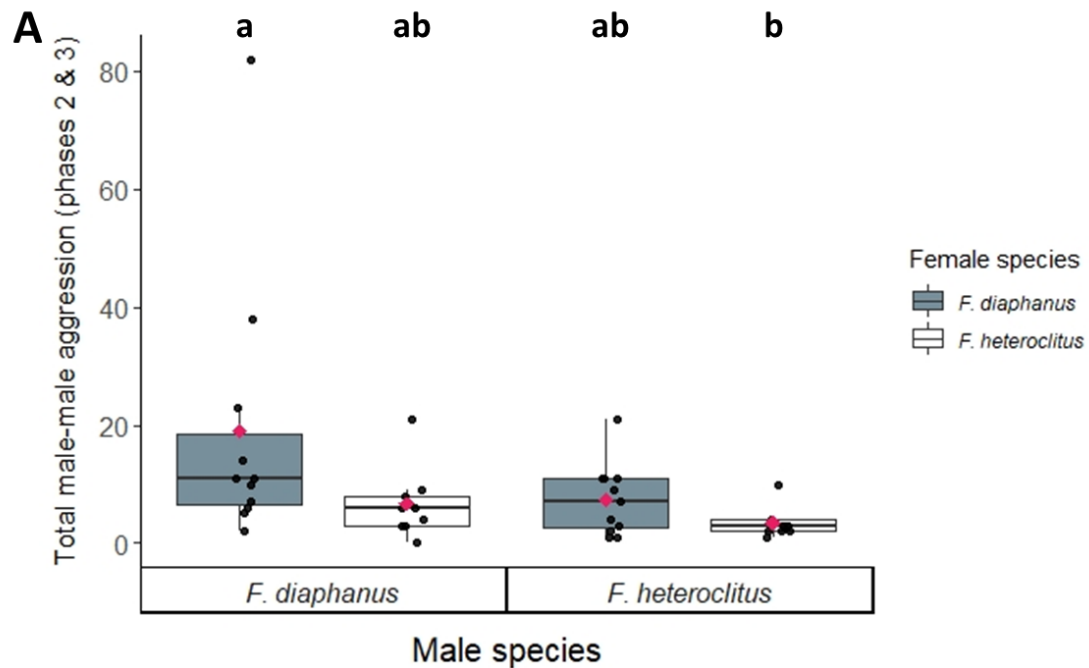 A
a ab ab b
Total male-male aggression (phases 2 & 3)
80
60
40
20
0
Female species
F. diaphanus
F. heteroclitus
F. diaphanus F. heteroclitus
Male species